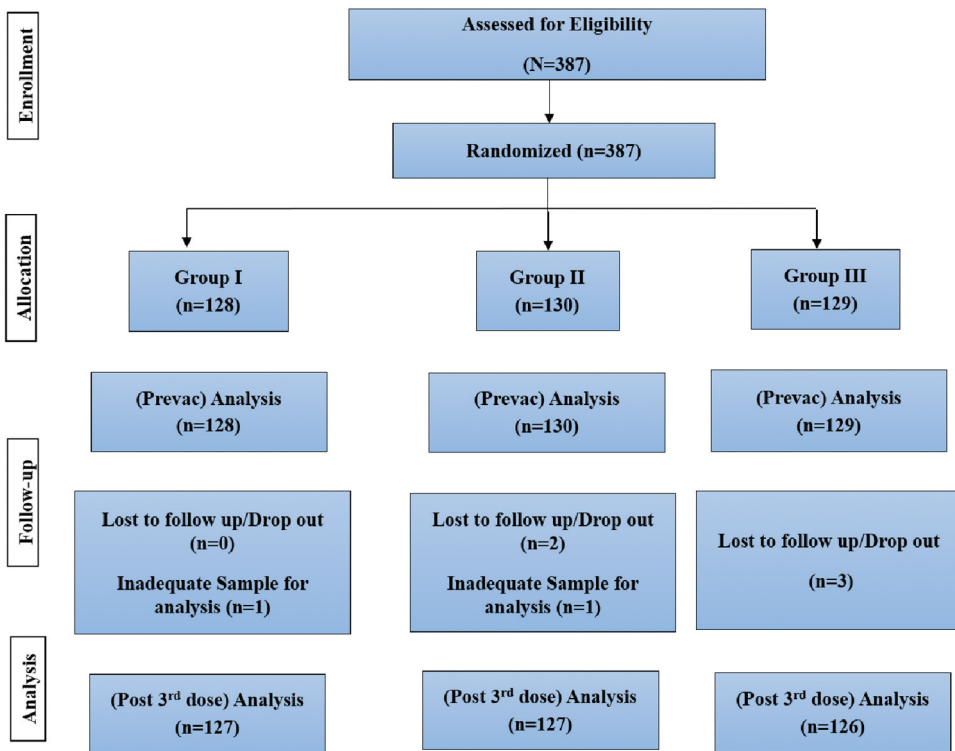 Enrollment
Assessed for Eligibility
(N=387)
Randomized (n=387)
Allocation
Group I
(n=128)
Group II
(n=130)
Group III
(n=129)
(Prevac) Analysis
(n=128)
(Prevac) Analysis
(n=130)
(Prevac) Analysis
(n=129)
Follow-up
Lost to follow up/Drop out
(n=0)
Inadequate Sample for
analysis (n=1)
Lost to follow up/Drop out
(n=2)
Inadequate Sample for
analysis (n=1)
Lost to follow up/Drop out
(n=3)
Analysis
(Post 3rd dose) Analysis
(n=127)
(Post 3rd dose) Analysis
(n=127)
(Post 3rd dose) Analysis
(n=126)